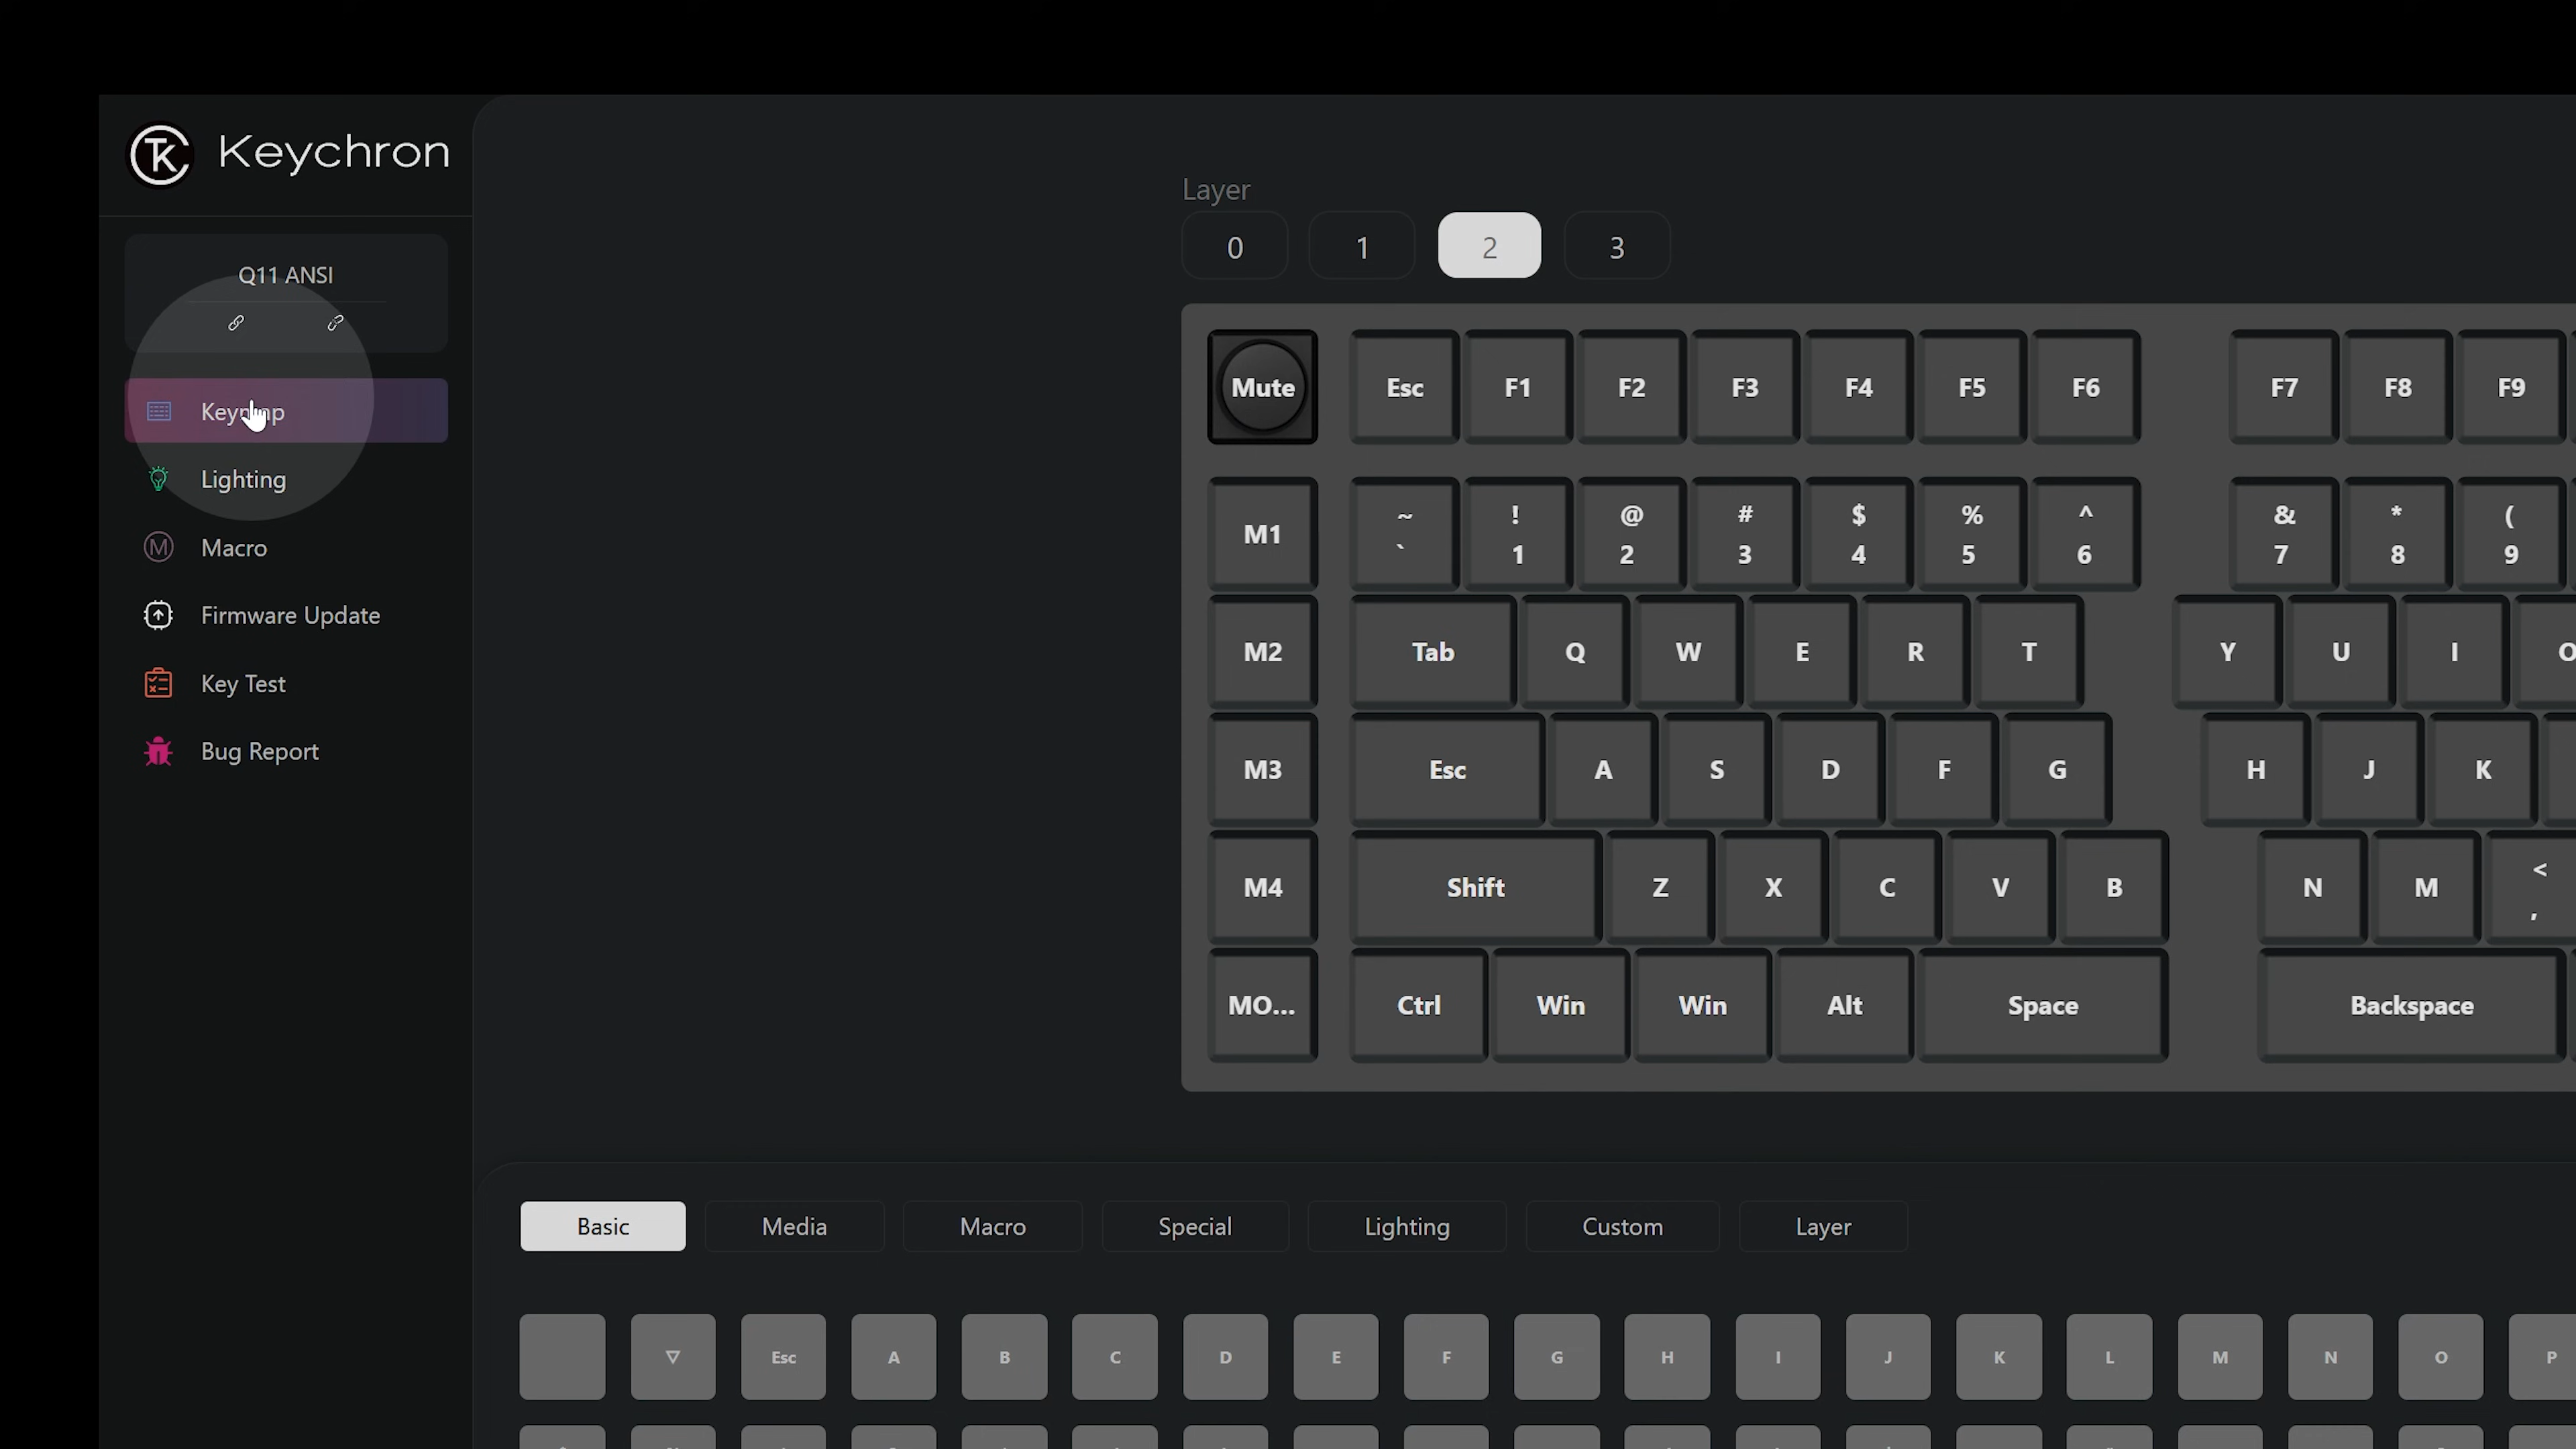 Keychron
Q11 ANSI
Keymap
Lighting
Macro
Firmware Update
Key Test
Bug Report
Layer
0 1 2 3
Mute Esc F1 F2 F3 F4 F5 F6 F7 F8 F9
M1 ~ ! @ # $ % ^ & * (
` 1 2 3 4 5 6 7 8 9
M2 Tab Q W E R T Y U I O
M3 Esc A S D F G H J K
M4 Shift Z X C V B N M <
,
MO... Ctrl Win Win Alt Space Backspace
Basic Media Macro Special Lighting Custom Layer
▽ Esc A B C D E F G H I J K L M N O P